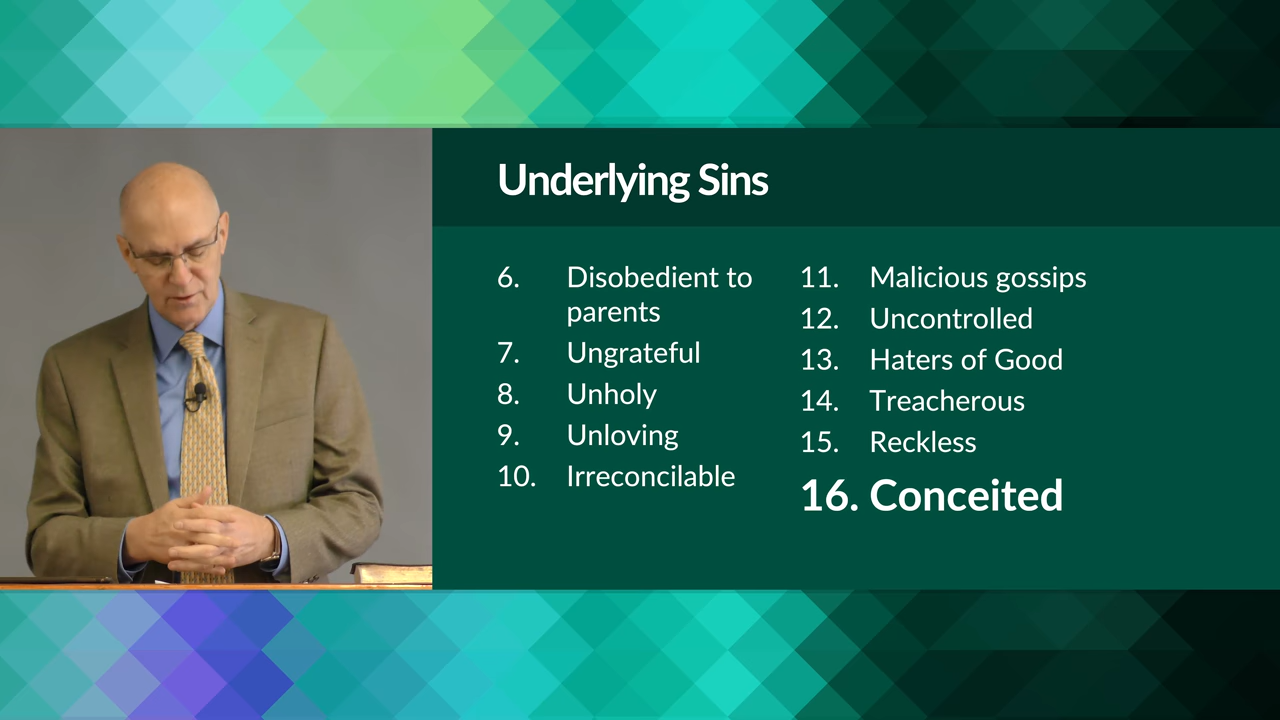 Underlying Sins
6. Disobedient to
parents
7. Ungrateful
8. Unholy
9. Unloving
10. Irreconcilable
11. Malicious gossips
12. Uncontrolled
13. Haters of Good
14. Treacherous
15. Reckless
16. Conceited